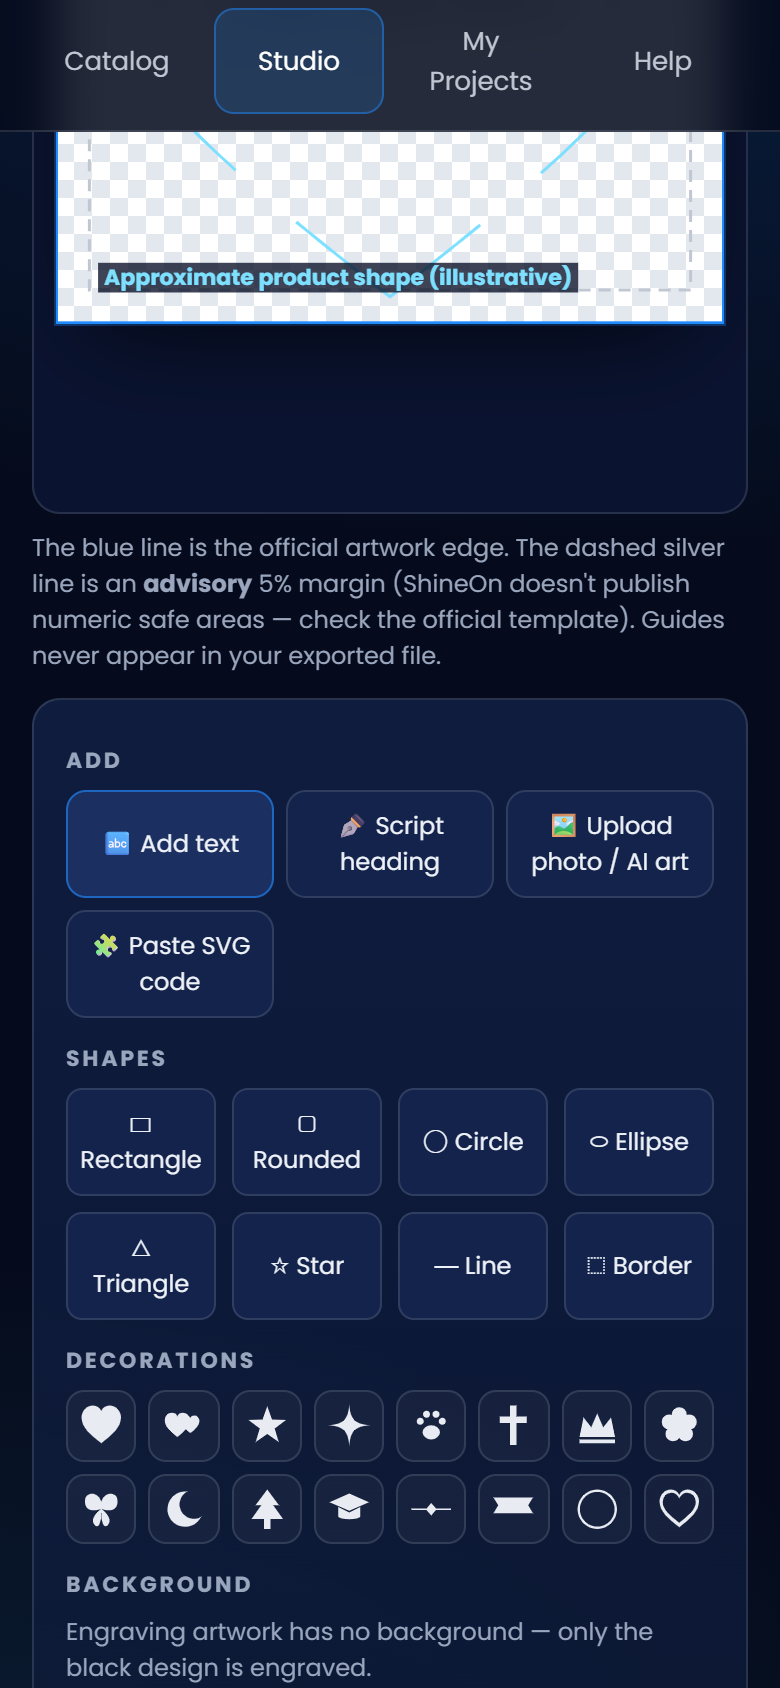 Catalog
Studio
My
Projects
Help
Approximate product shape (illustrative)
The blue line is the official artwork edge. The dashed silver
line is an advisory 5% margin (ShineOn doesn't publish
numeric safe areas — check the official template). Guides
never appear in your exported file.
ADD
abc Add text
Script
heading
Upload
photo / AI art
Paste SVG
code
SHAPES
Rectangle
Rounded
Circle
Ellipse
Triangle
Star
Line
Border
DECORATIONS
BACKGROUND
Engraving artwork has no background — only the
black design is engraved.